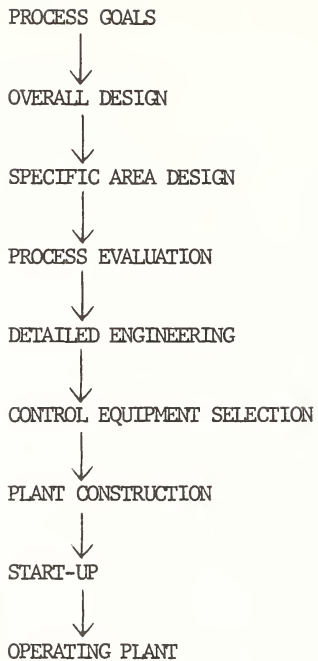 PROCESS GOALS
OVERALL DESIGN
SPECIFIC AREA DESIGN
PROCESS EVALUATION
DETAILED ENGINEERING
CONTROL EQUIPMENT SELECTION
PLANT CONSTRUCTION
START-UP
OPERATING PLANT